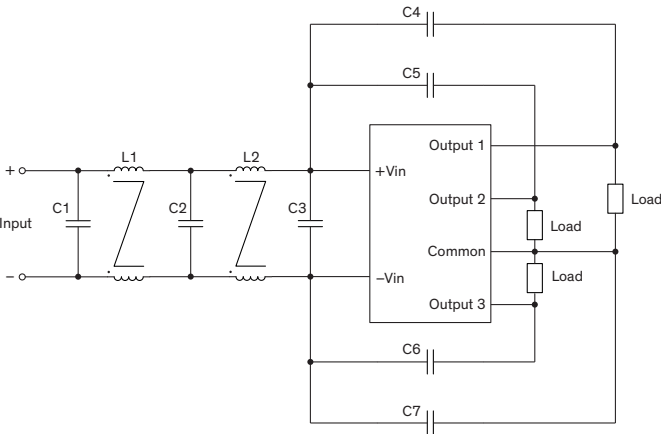 C4
C5
Output 1
L1
L2
+
+Vin
Load
Output 2
C1
C2
C3
Input
Load
Common
Load
–
–Vin
Output 3
C6
C7